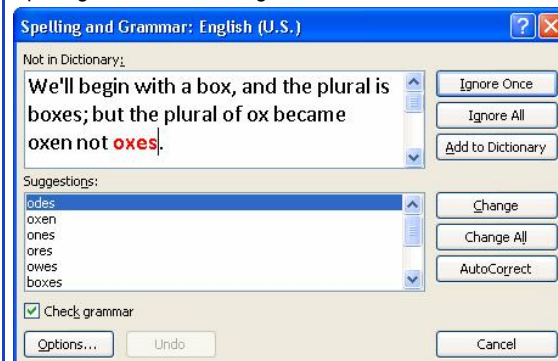 Spelling and Grammar: English (U.S.)
Not in Dictionary:
We'll begin with a box, and the plural is
boxes; but the plural of ox became
oxen not oxes.
Ignore Once
Ignore All
Add to Dictionary
Suggestions:
odes
oxen
ones
ores
owes
boxes
Change
Change All
AutoCorrect
Check grammar
Options...
Undo
Cancel